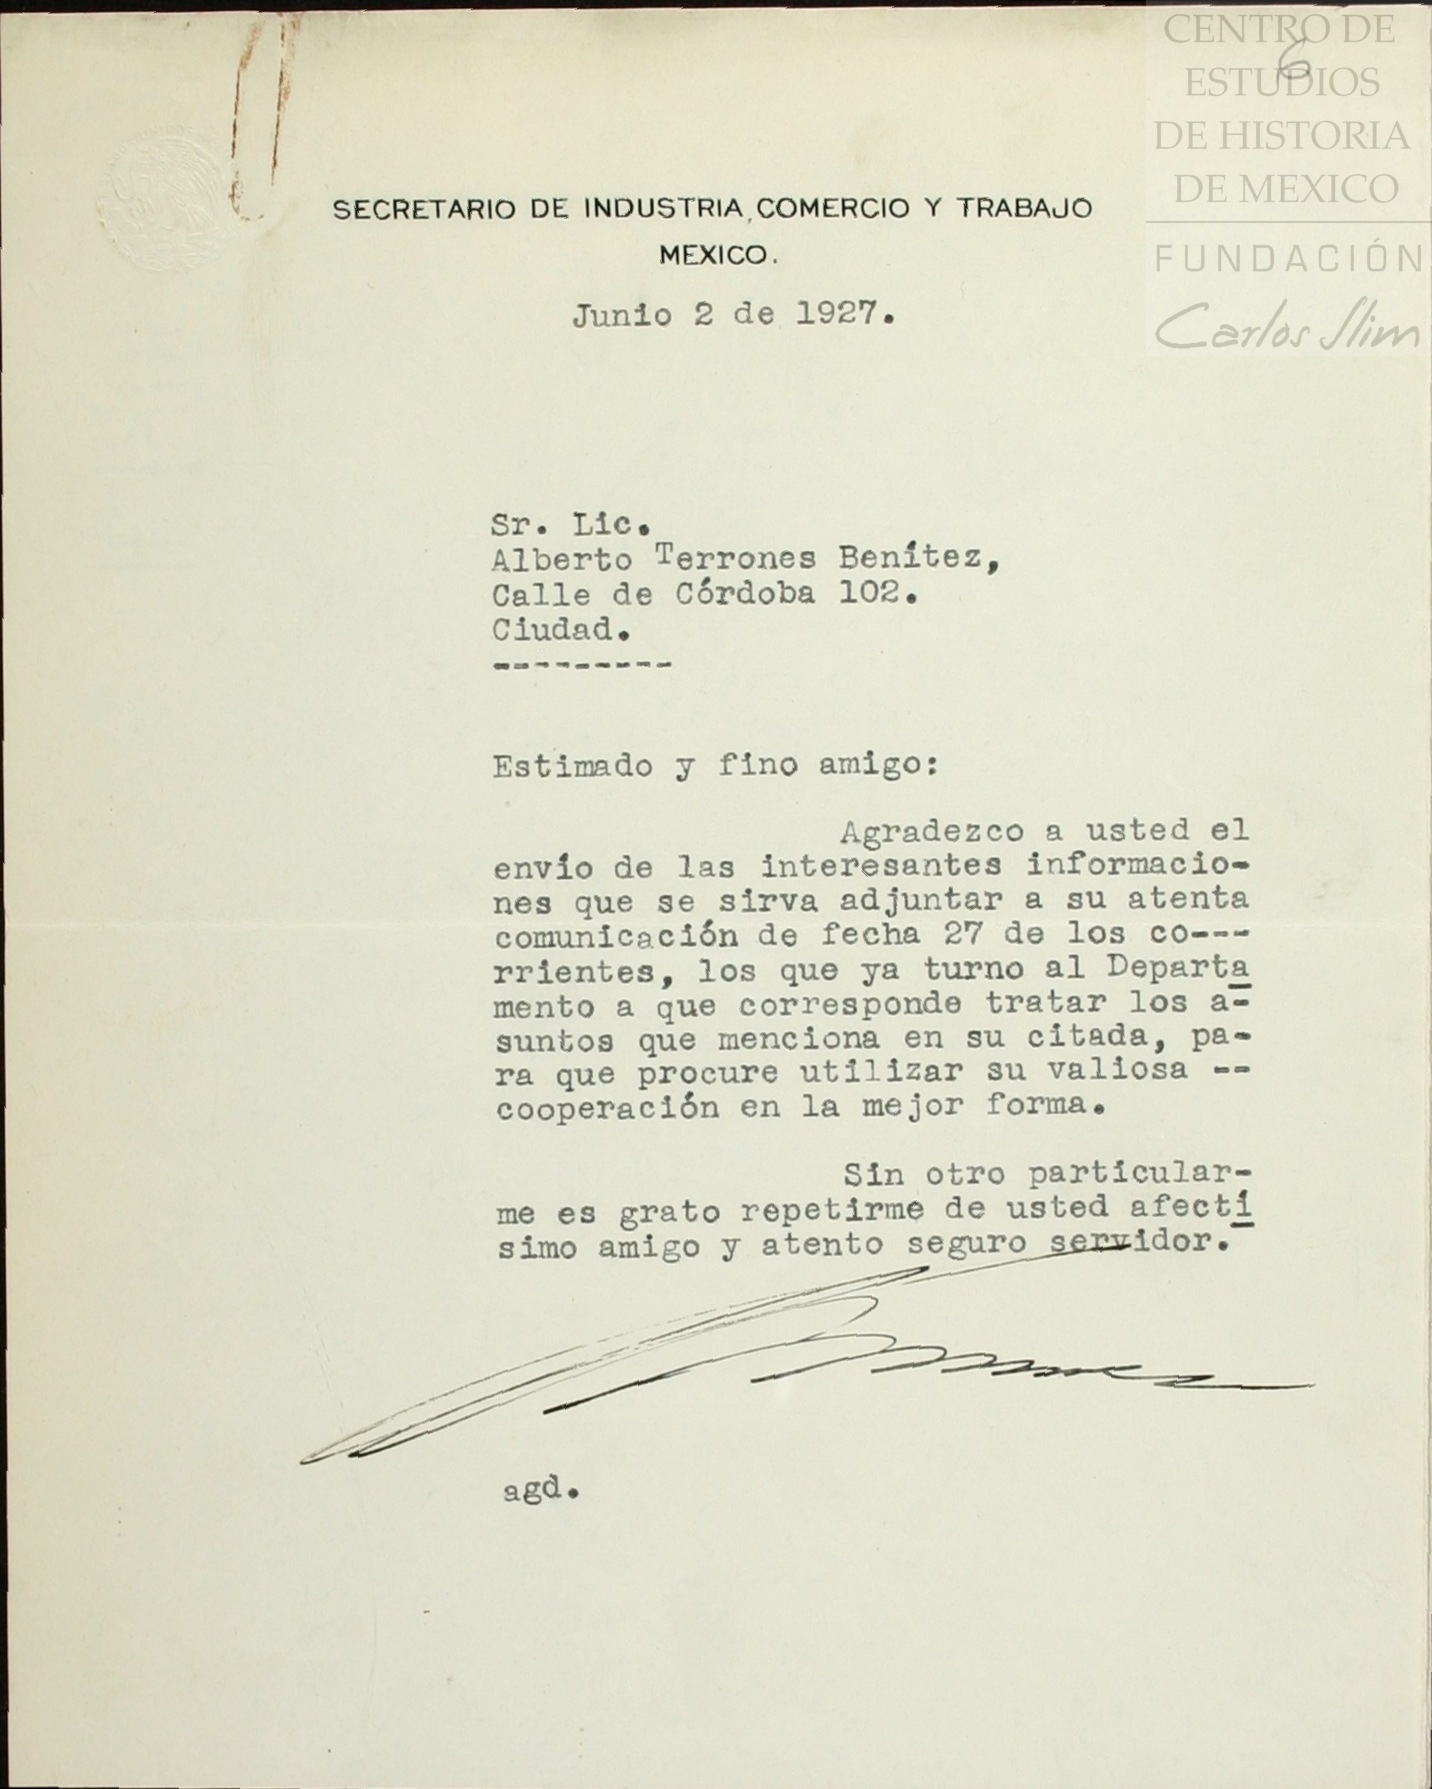 CENTRO DE
6
ESTUDIOS
DE HISTORIA
DE MEXICO
FUNDACIÓN
Carlos Slim
SECRETARIO DE INDUSTRIA, COMERCIO Y TRABAJO
MEXICO.
Junio 2 de 1927.
Sr. Lic.
Alberto Terrones Benítez,
Calle de Córdoba 102.
Ciudad.
---------
Estimado y fino amigo:
Agradezco a usted el
envío de las interesantes informacio-
nes que se sirva adjuntar a su atenta
comunicación de fecha 27 de los co---
rrientes, los que ya turno al Departa
mento a que corresponde tratar los a-
suntos que menciona en su citada, pa-
ra que procure utilizar su valiosa --
cooperación en la mejor forma.
Sin otro particular-
me es grato repetirme de usted afectí
simo amigo y atento seguro servidor.
agd.